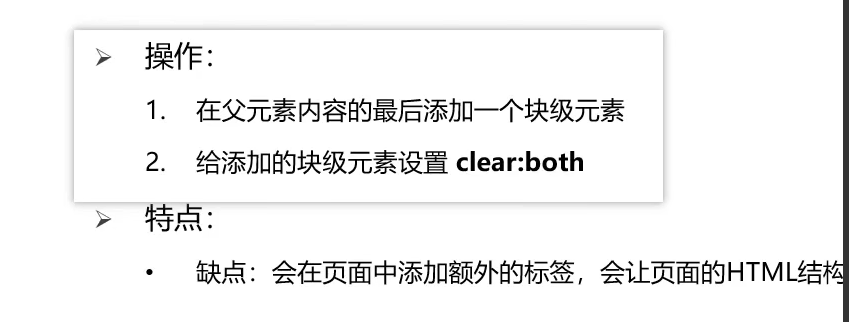 ➢ 操作：
1. 在父元素内容的最后添加一个块级元素
2. 给添加的块级元素设置 clear:both
➢ 特点：
• 缺点：会在页面中添加额外的标签，会让页面的HTML结构